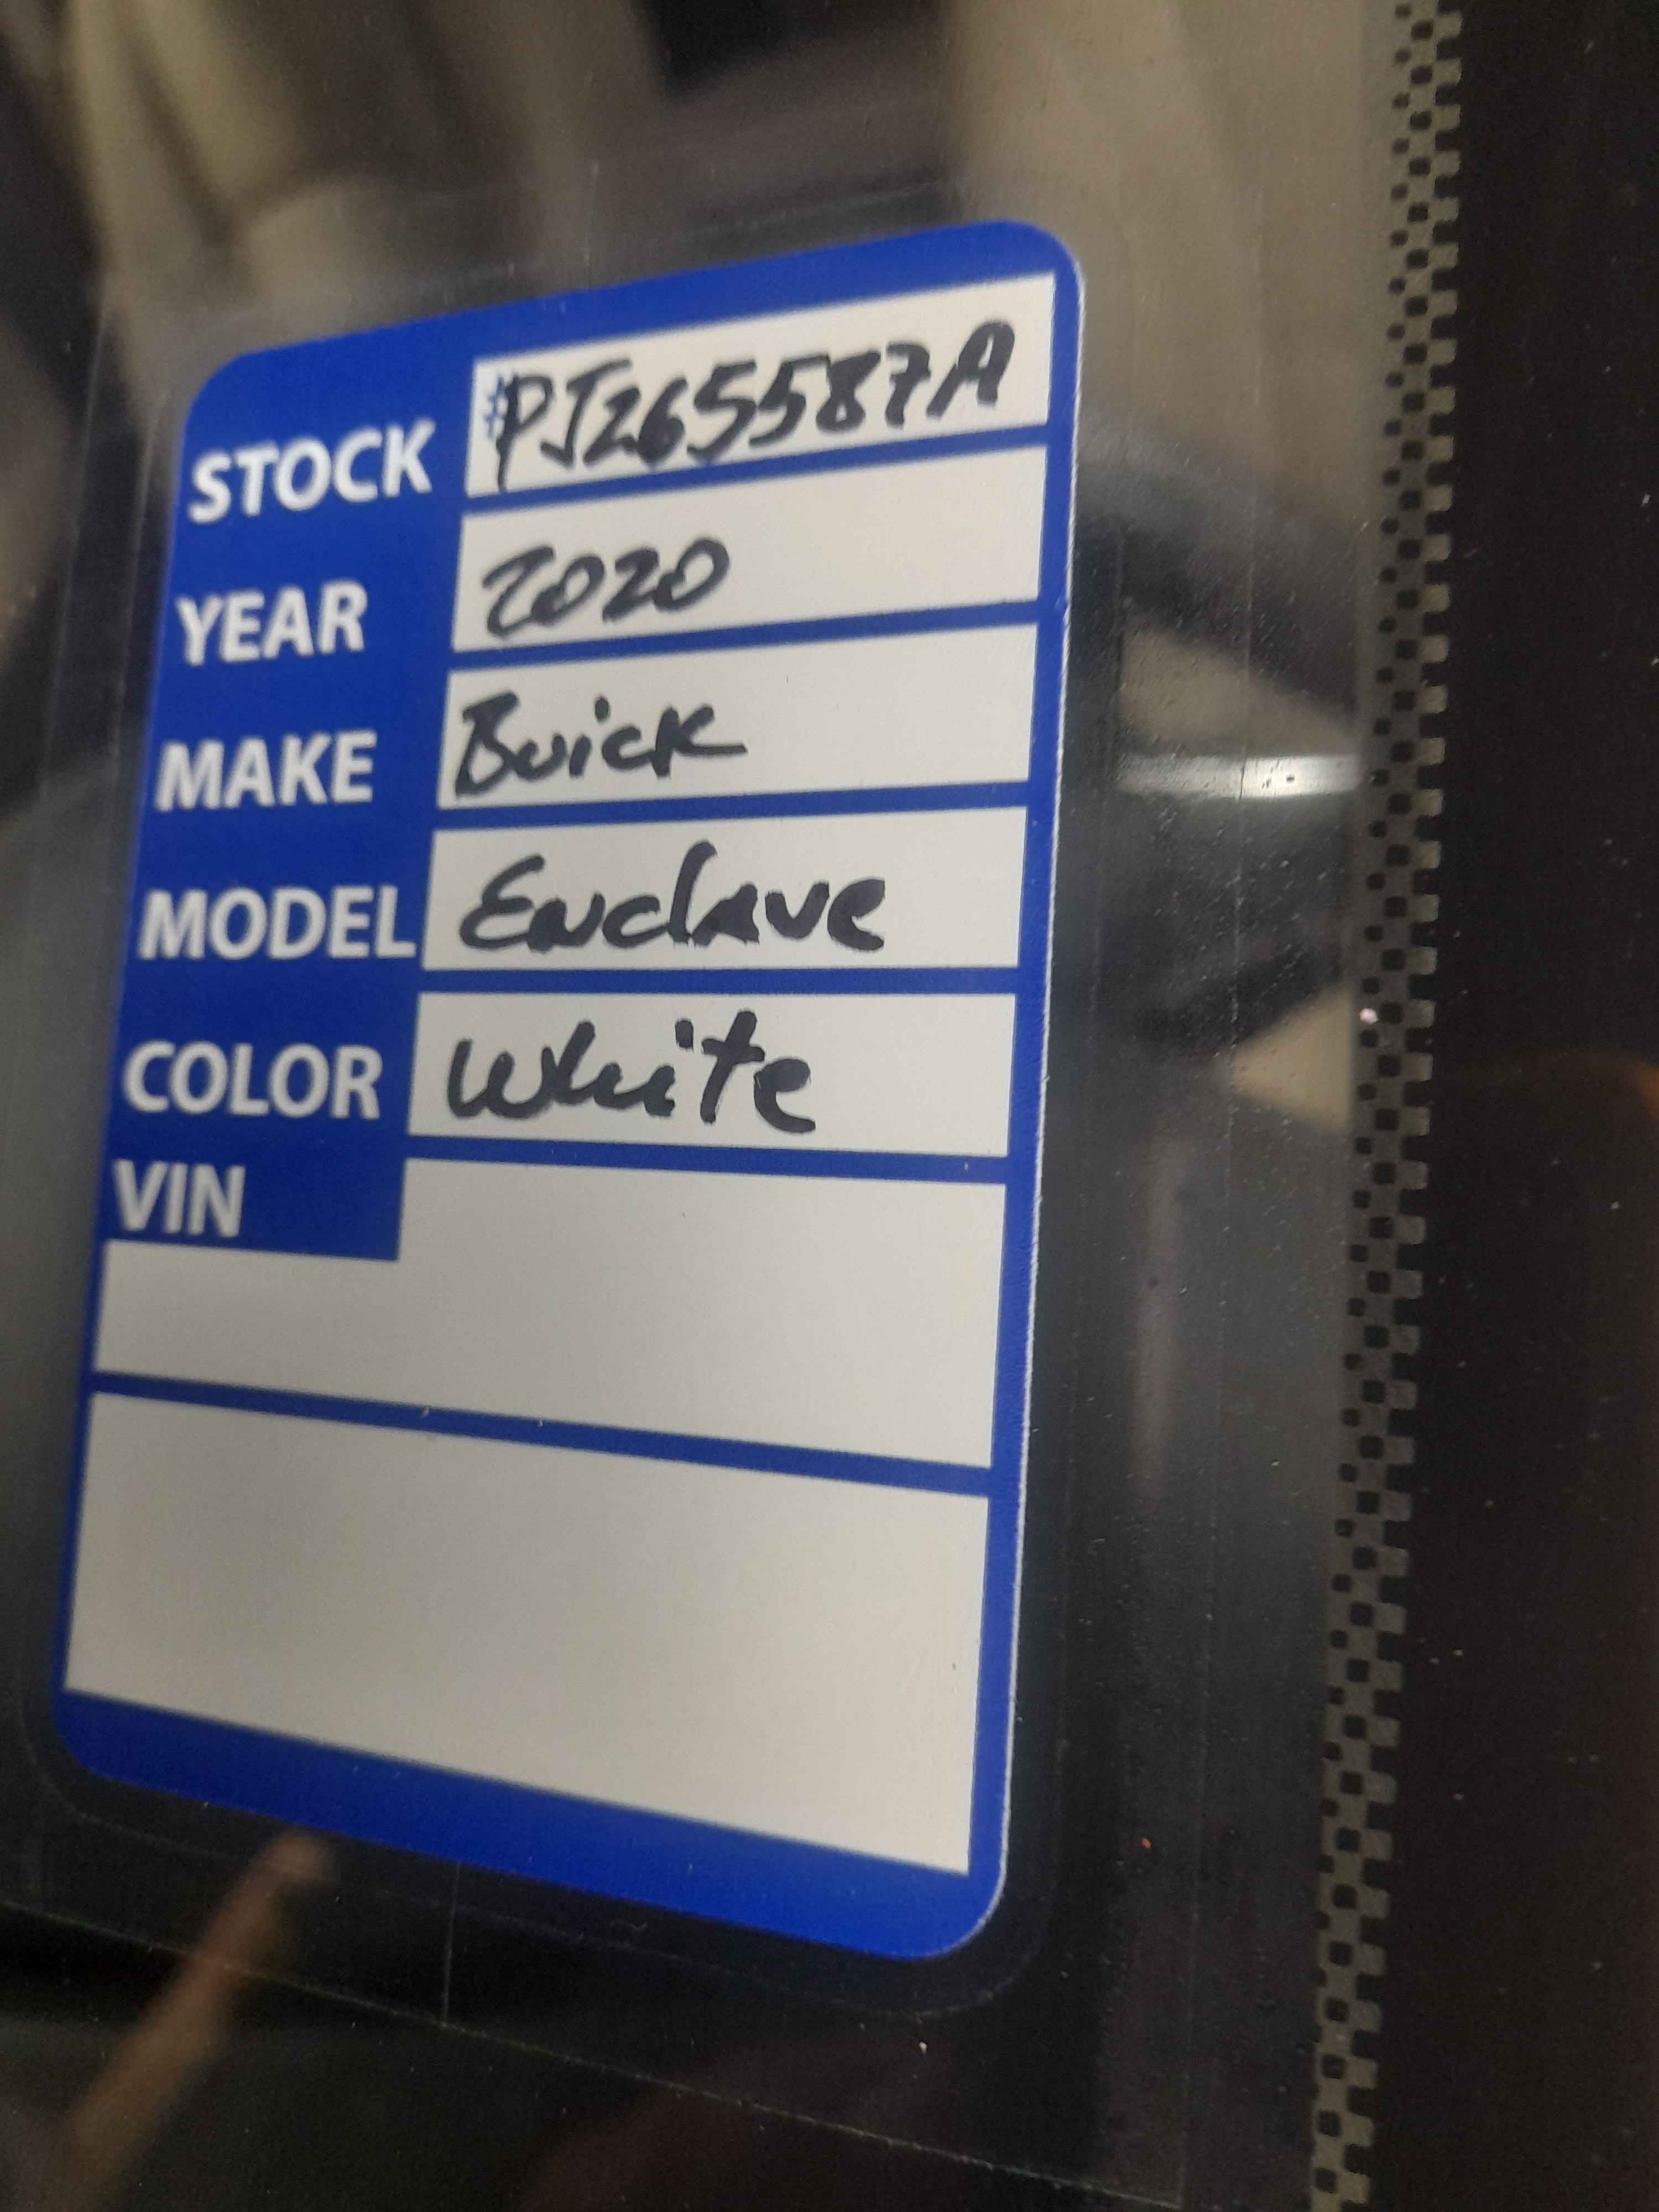 STOCK #PJ265587A
YEAR 2020
MAKE Buick
MODEL Enclave
COLOR White
VIN